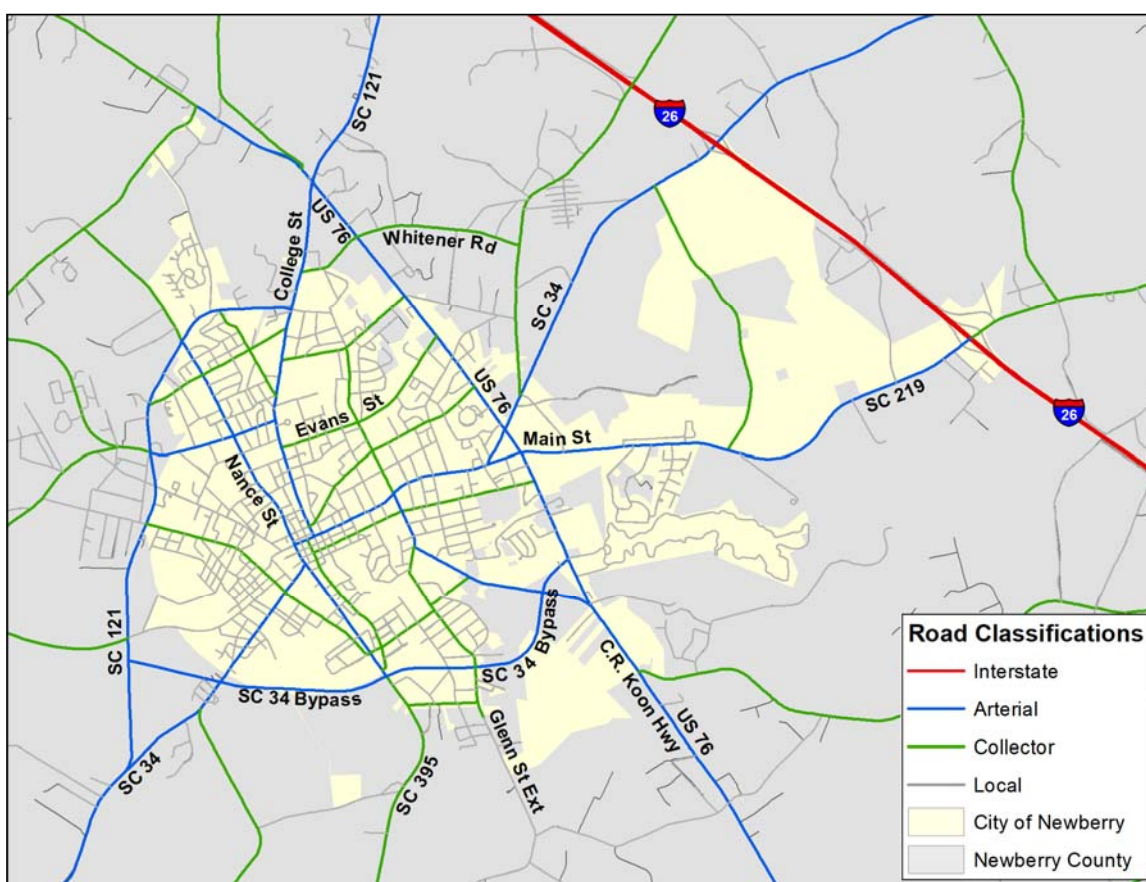 SC 121
26
US 76
College St
Whitener Rd
SC 34
US 76
SC 219
26
Evans St
Main St
Nance St
SC 121
SC 34 Bypass
SC 34 Bypass
C.R. Koon Hwy
US 76
SC 34
SC 395
Glenn St Ext
Road Classifications
Interstate
Arterial
Collector
Local
City of Newberry
Newberry County